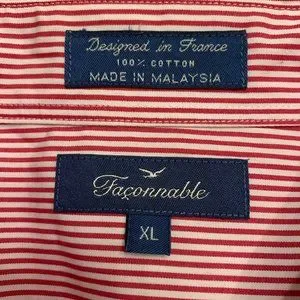 Designed in France
100% COTTON
MADE IN MALAYSIA
Façonnable
XL